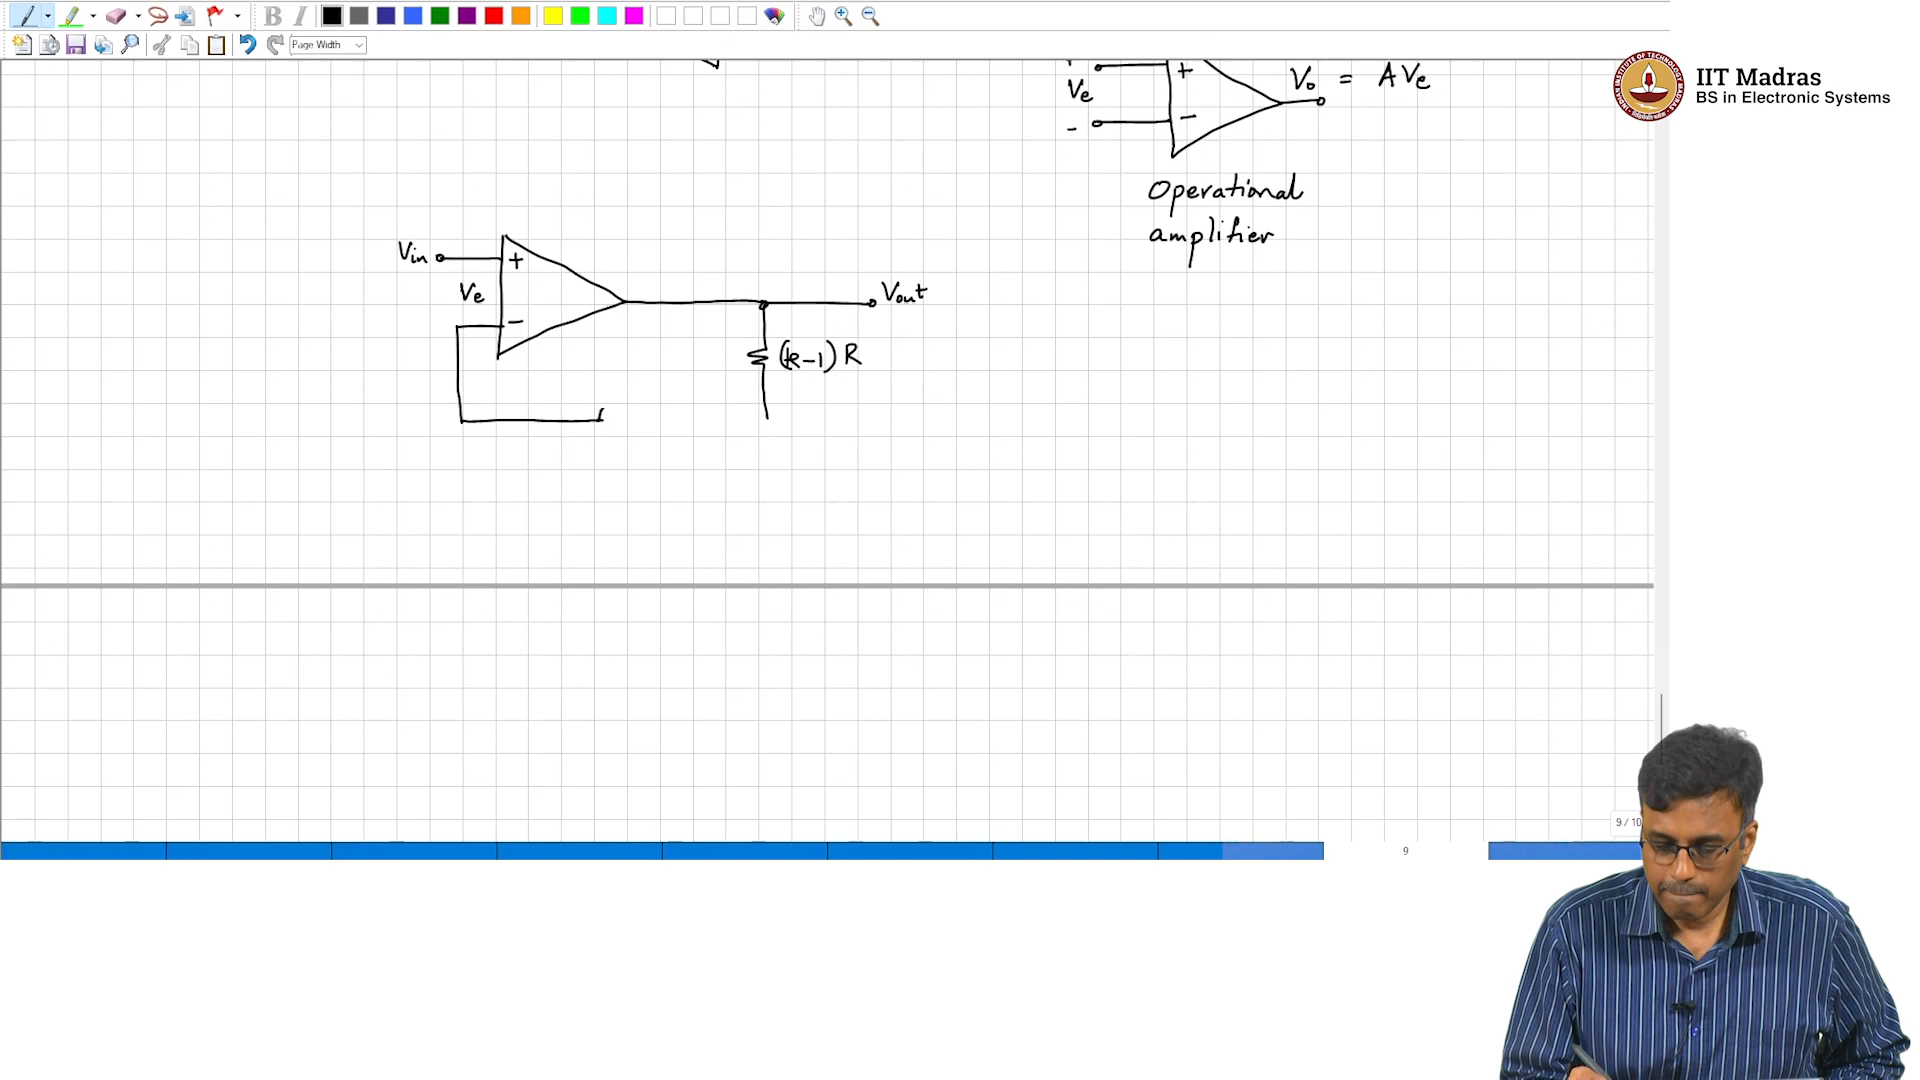 B I
Page Width
IIT Madras
BS in Electronic Systems
+
Ve
-
+
-
Vo = AVe
Operational
amplifier
Vin
+
Ve
-
Vout
(k-1) R
9 / 10
9